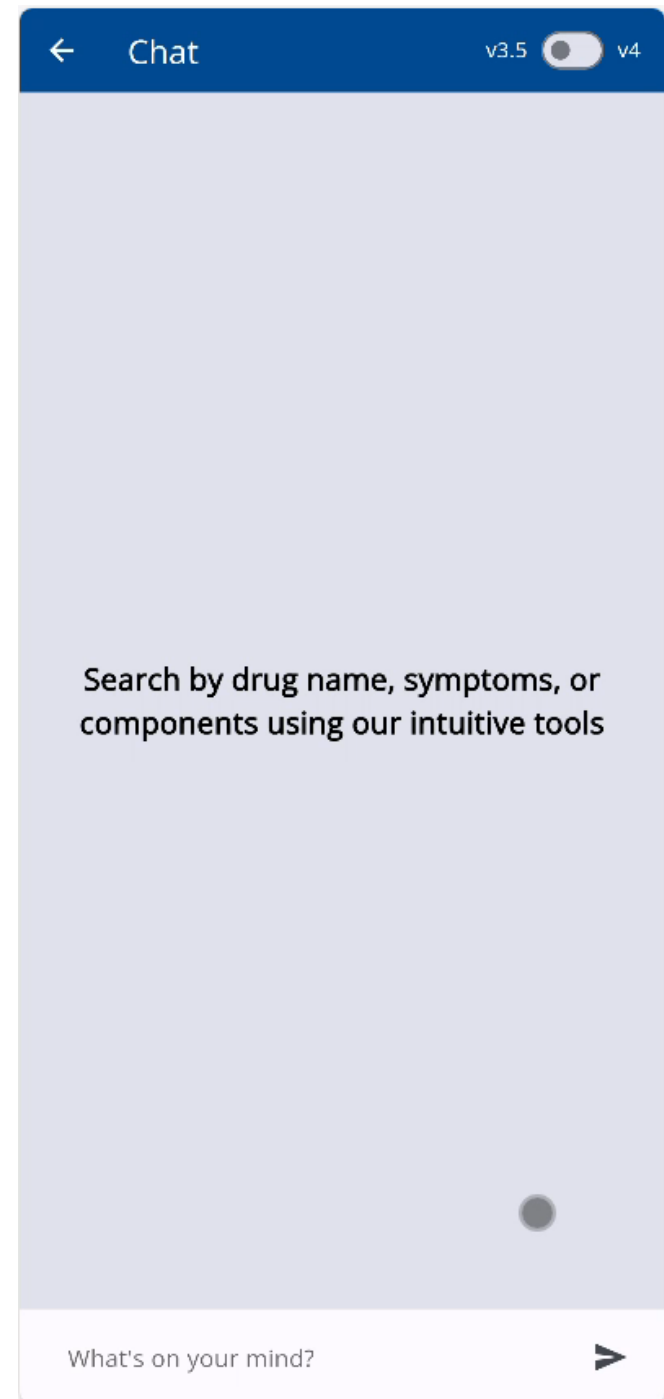 Chat v3.5 v4
Search by drug name, symptoms, or
components using our intuitive tools
What's on your mind?